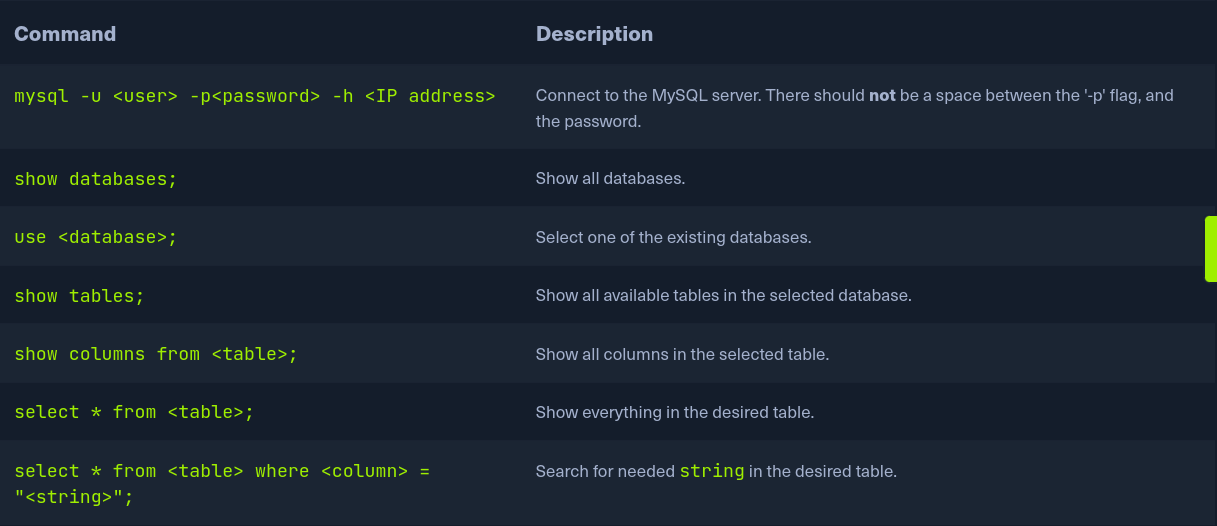 Command Description
mysql -u <user> -p<password> -h <IP address> Connect to the MySQL server. There should not be a space between the '-p' flag, and
the password.
show databases; Show all databases.
use <database>; Select one of the existing databases.
show tables; Show all available tables in the selected database.
show columns from <table>; Show all columns in the selected table.
select * from <table>; Show everything in the desired table.
select * from <table> where <column> = Search for needed string in the desired table.
"<string>";